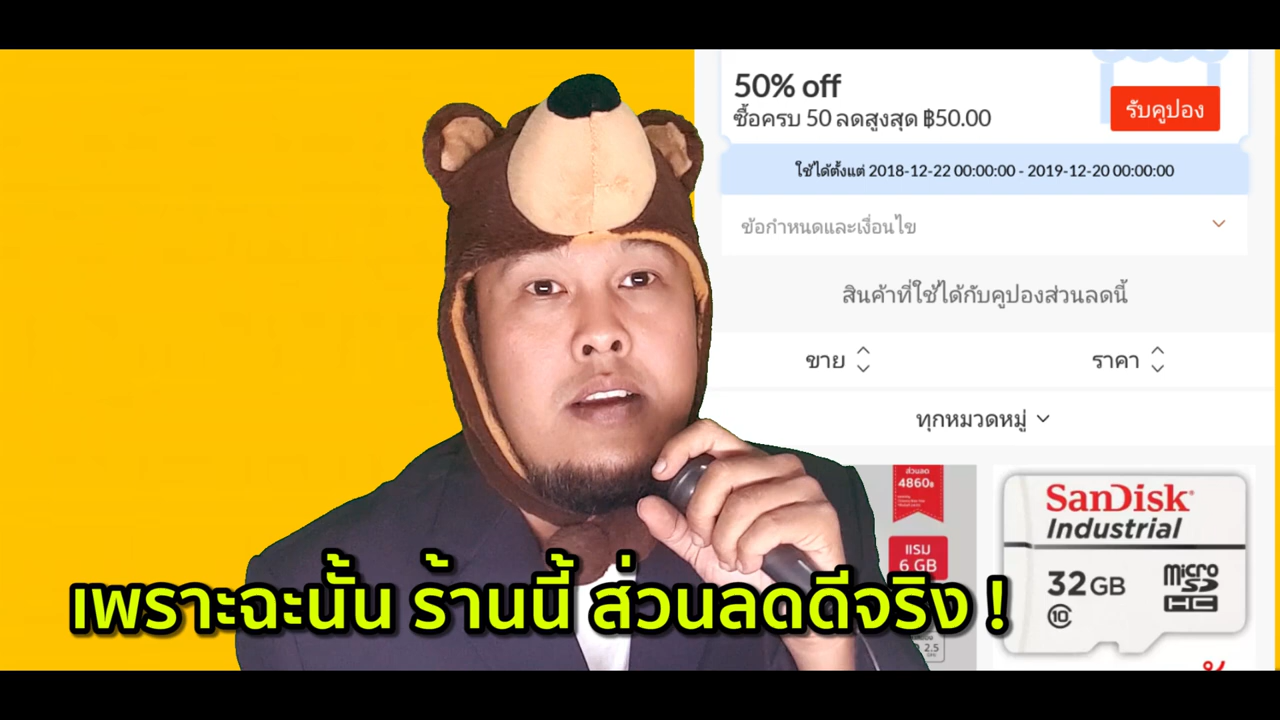 50% off
ซื้อครบ 50 ลดสูงสุด ฿50.00
รับคูปอง
ใช้ได้ตั้งแต่ 2018-12-22 00:00:00 - 2019-12-20 00:00:00
ข้อกำหนดและเงื่อนไข
สินค้าที่ใช้ได้กับคูปองส่วนลดนี้
ขาย
ราคา
ทุกหมวดหมู่
ส่วนลด
4860฿
แรม
6 GB
2.5
SanDisk
Industrial
32GB
Micro
SD
HC
10
เพราะฉะนั้น ร้านนี้ ส่วนลดดีจริง !